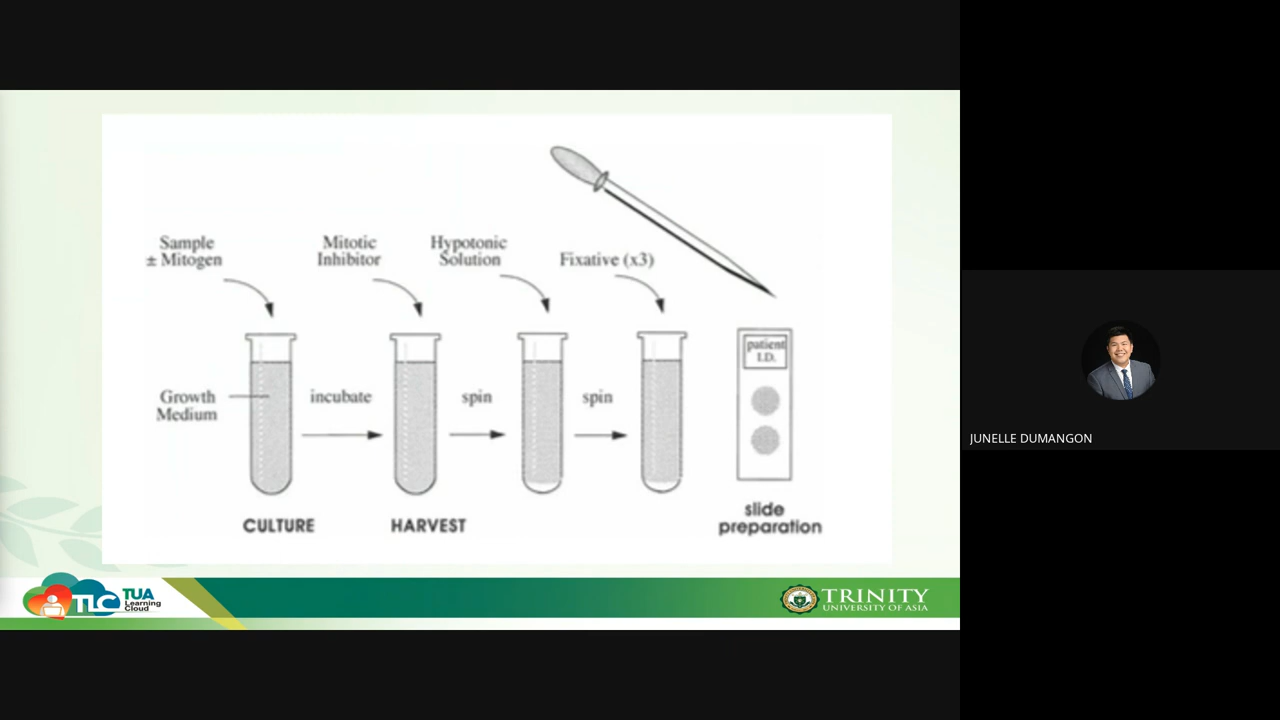 Sample
± Mitogen
Mitotic
Inhibitor
Hypotonic
Solution
Fixative (x3)
patient
I.D.
Growth
Medium
incubate
spin
spin
CULTURE
HARVEST
slide
preparation
JUNELLE DUMANGON
TLC
TUA
Learning
Cloud
TRINITY
UNIVERSITY OF ASIA